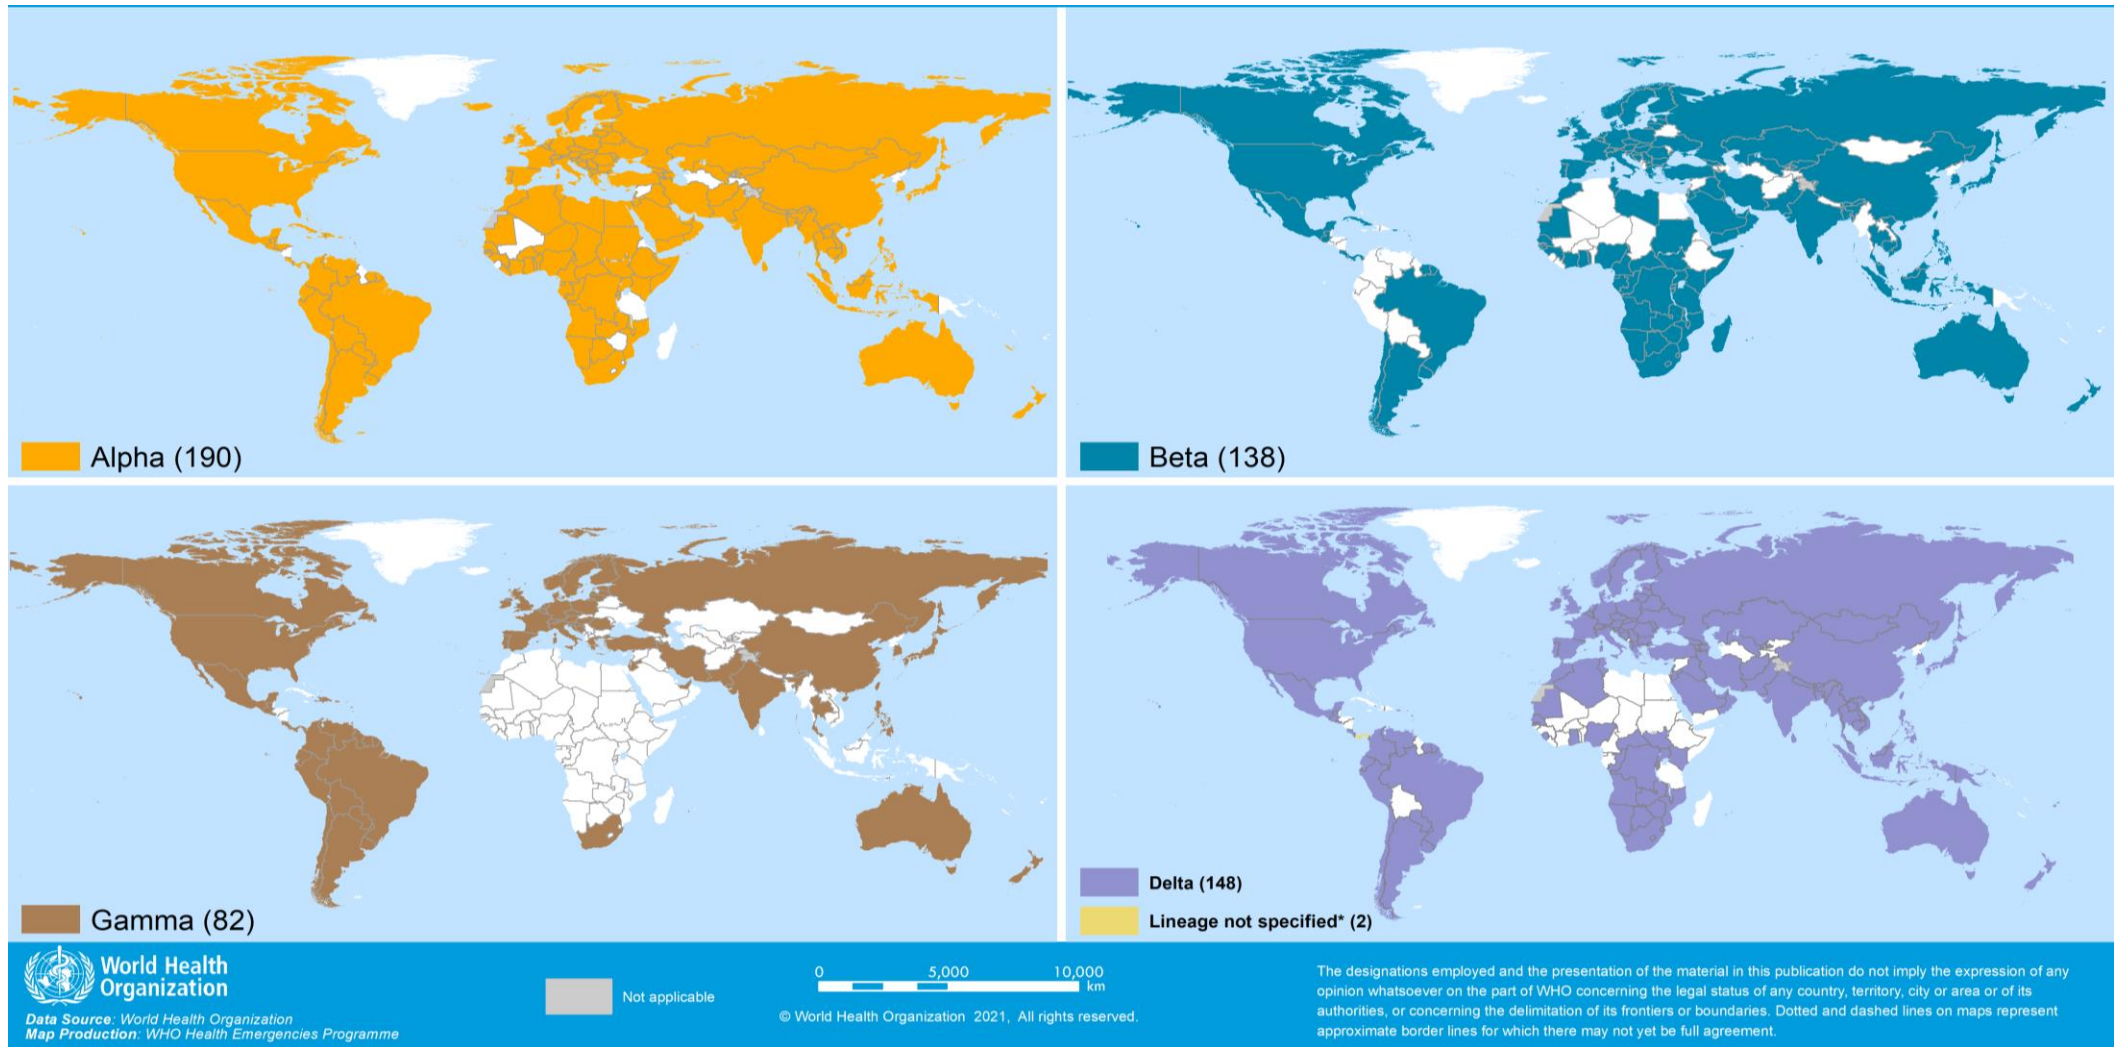 Alpha (190)
Beta (138)
Gamma (82)
Delta (148)
Lineage not specified* (2)
World Health
Organization
Data Source: World Health Organization
Map Production: WHO Health Emergencies Programme
Not applicable
0 5,000 10,000
km
© World Health Organization 2021, All rights reserved.
The designations employed and the presentation of the material in this publication do not imply the expression of any
opinion whatsoever on the part of WHO concerning the legal status of any country, territory, city or area or of its
authorities, or concerning the delimitation of its frontiers or boundaries. Dotted and dashed lines on maps represent
approximate border lines for which there may not yet be full agreement.